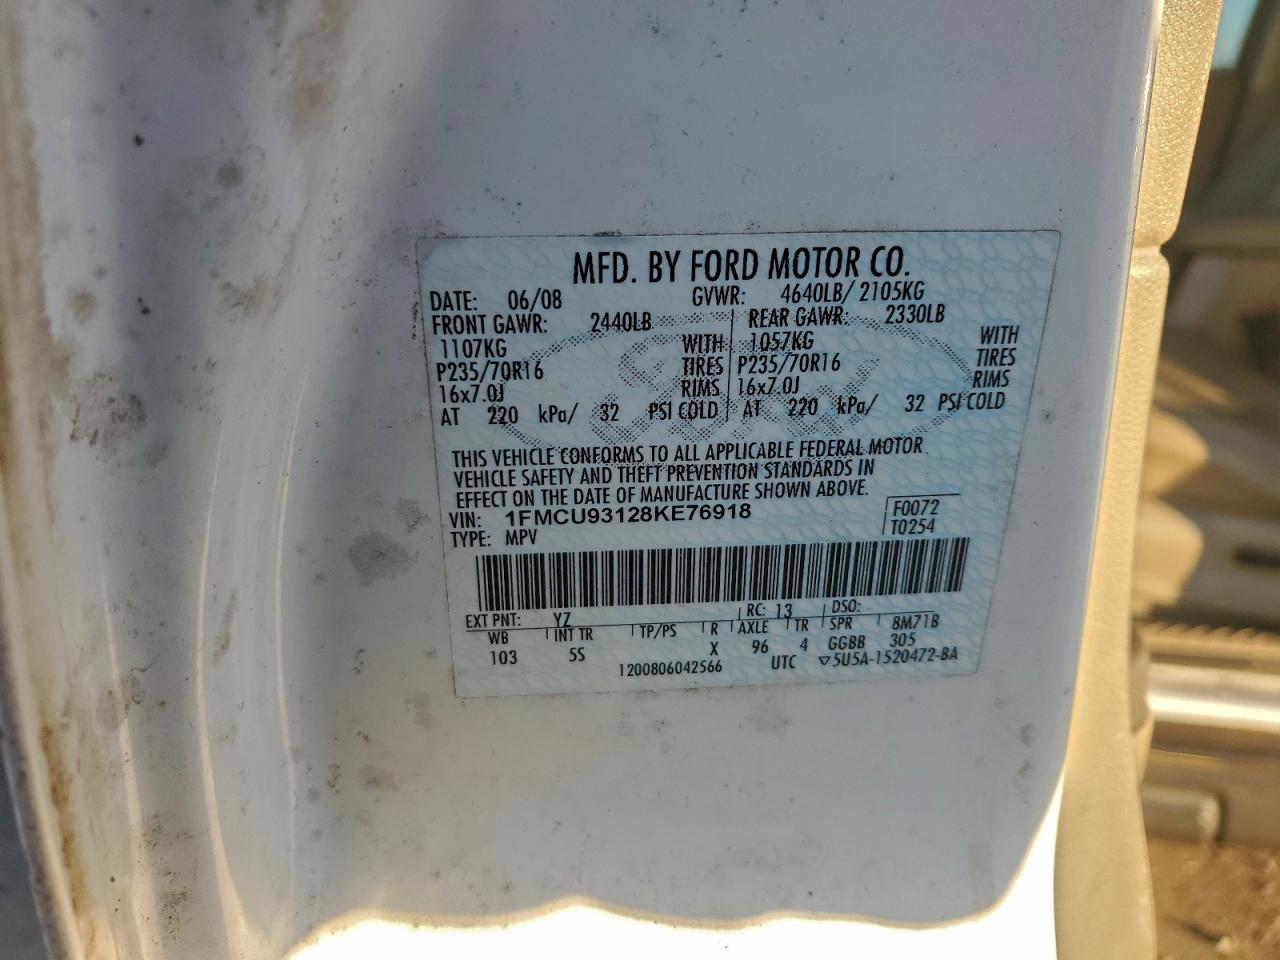 MFD. BY FORD MOTOR CO.
DATE: 06/08 GVWR: 4640LB/ 2105KG
FRONT GAWR: 2440LB REAR GAWR: 2330LB
1107KG WITH 1057KG WITH
P235/70R16 TIRES P235/70R16 TIRES
16x7.0J RIMS 16x7.0J RIMS
AT 220 kPa/ 32 PSI COLD AT 220 kPa/ 32 PSI COLD
THIS VEHICLE CONFORMS TO ALL APPLICABLE FEDERAL MOTOR
VEHICLE SAFETY AND THEFT PREVENTION STANDARDS IN
EFFECT ON THE DATE OF MANUFACTURE SHOWN ABOVE.
VIN: 1FMCU93128KE76918 F0072
TYPE: MPV T0254
EXT PNT: YZ RC: 13 DSO:
WB INT TR TP/PS R AXLE TR SPR 8M71B
103 5S X 96 4 GGBB 305
1200806042566 UTC ▽5U5A-1520472-BA